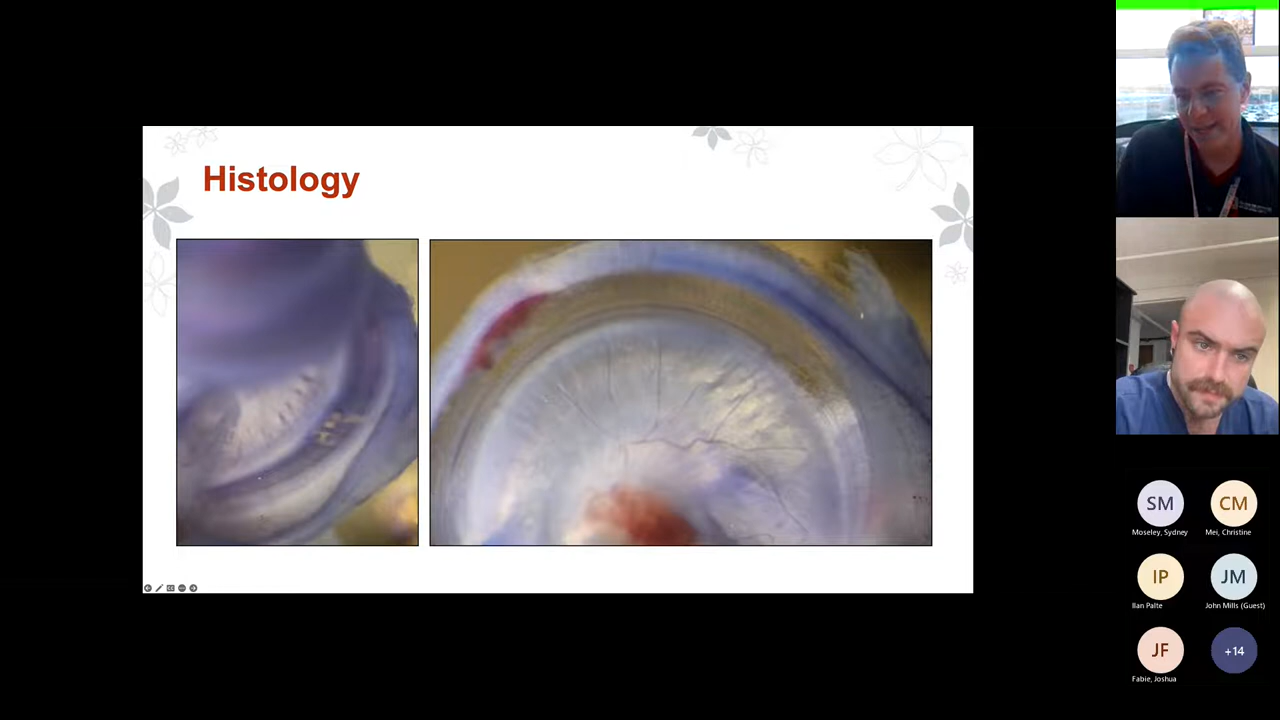 Histology
SM
CM
Moseley, Sydney
Mei, Christine
IP
JM
Ilan Palte
John Mills (Guest)
JF
+14
Fabie, Joshua